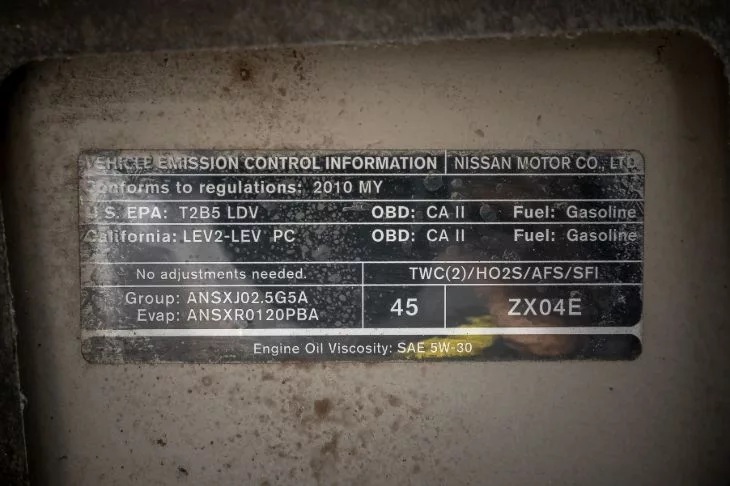 VEHICLE EMISSION CONTROL INFORMATION NISSAN MOTOR CO., LTD.
Conforms to regulations: 2010 MY
U.S. EPA: T2B5 LDV OBD: CA II Fuel: Gasoline
California: LEV2-LEV PC OBD: CA II Fuel: Gasoline
No adjustments needed. TWC(2)/HO2S/AFS/SFI
Group: ANSXJ02.5G5A
Evap: ANSXR0120PBA
45 ZX04E
Engine Oil Viscosity: SAE 5W-30